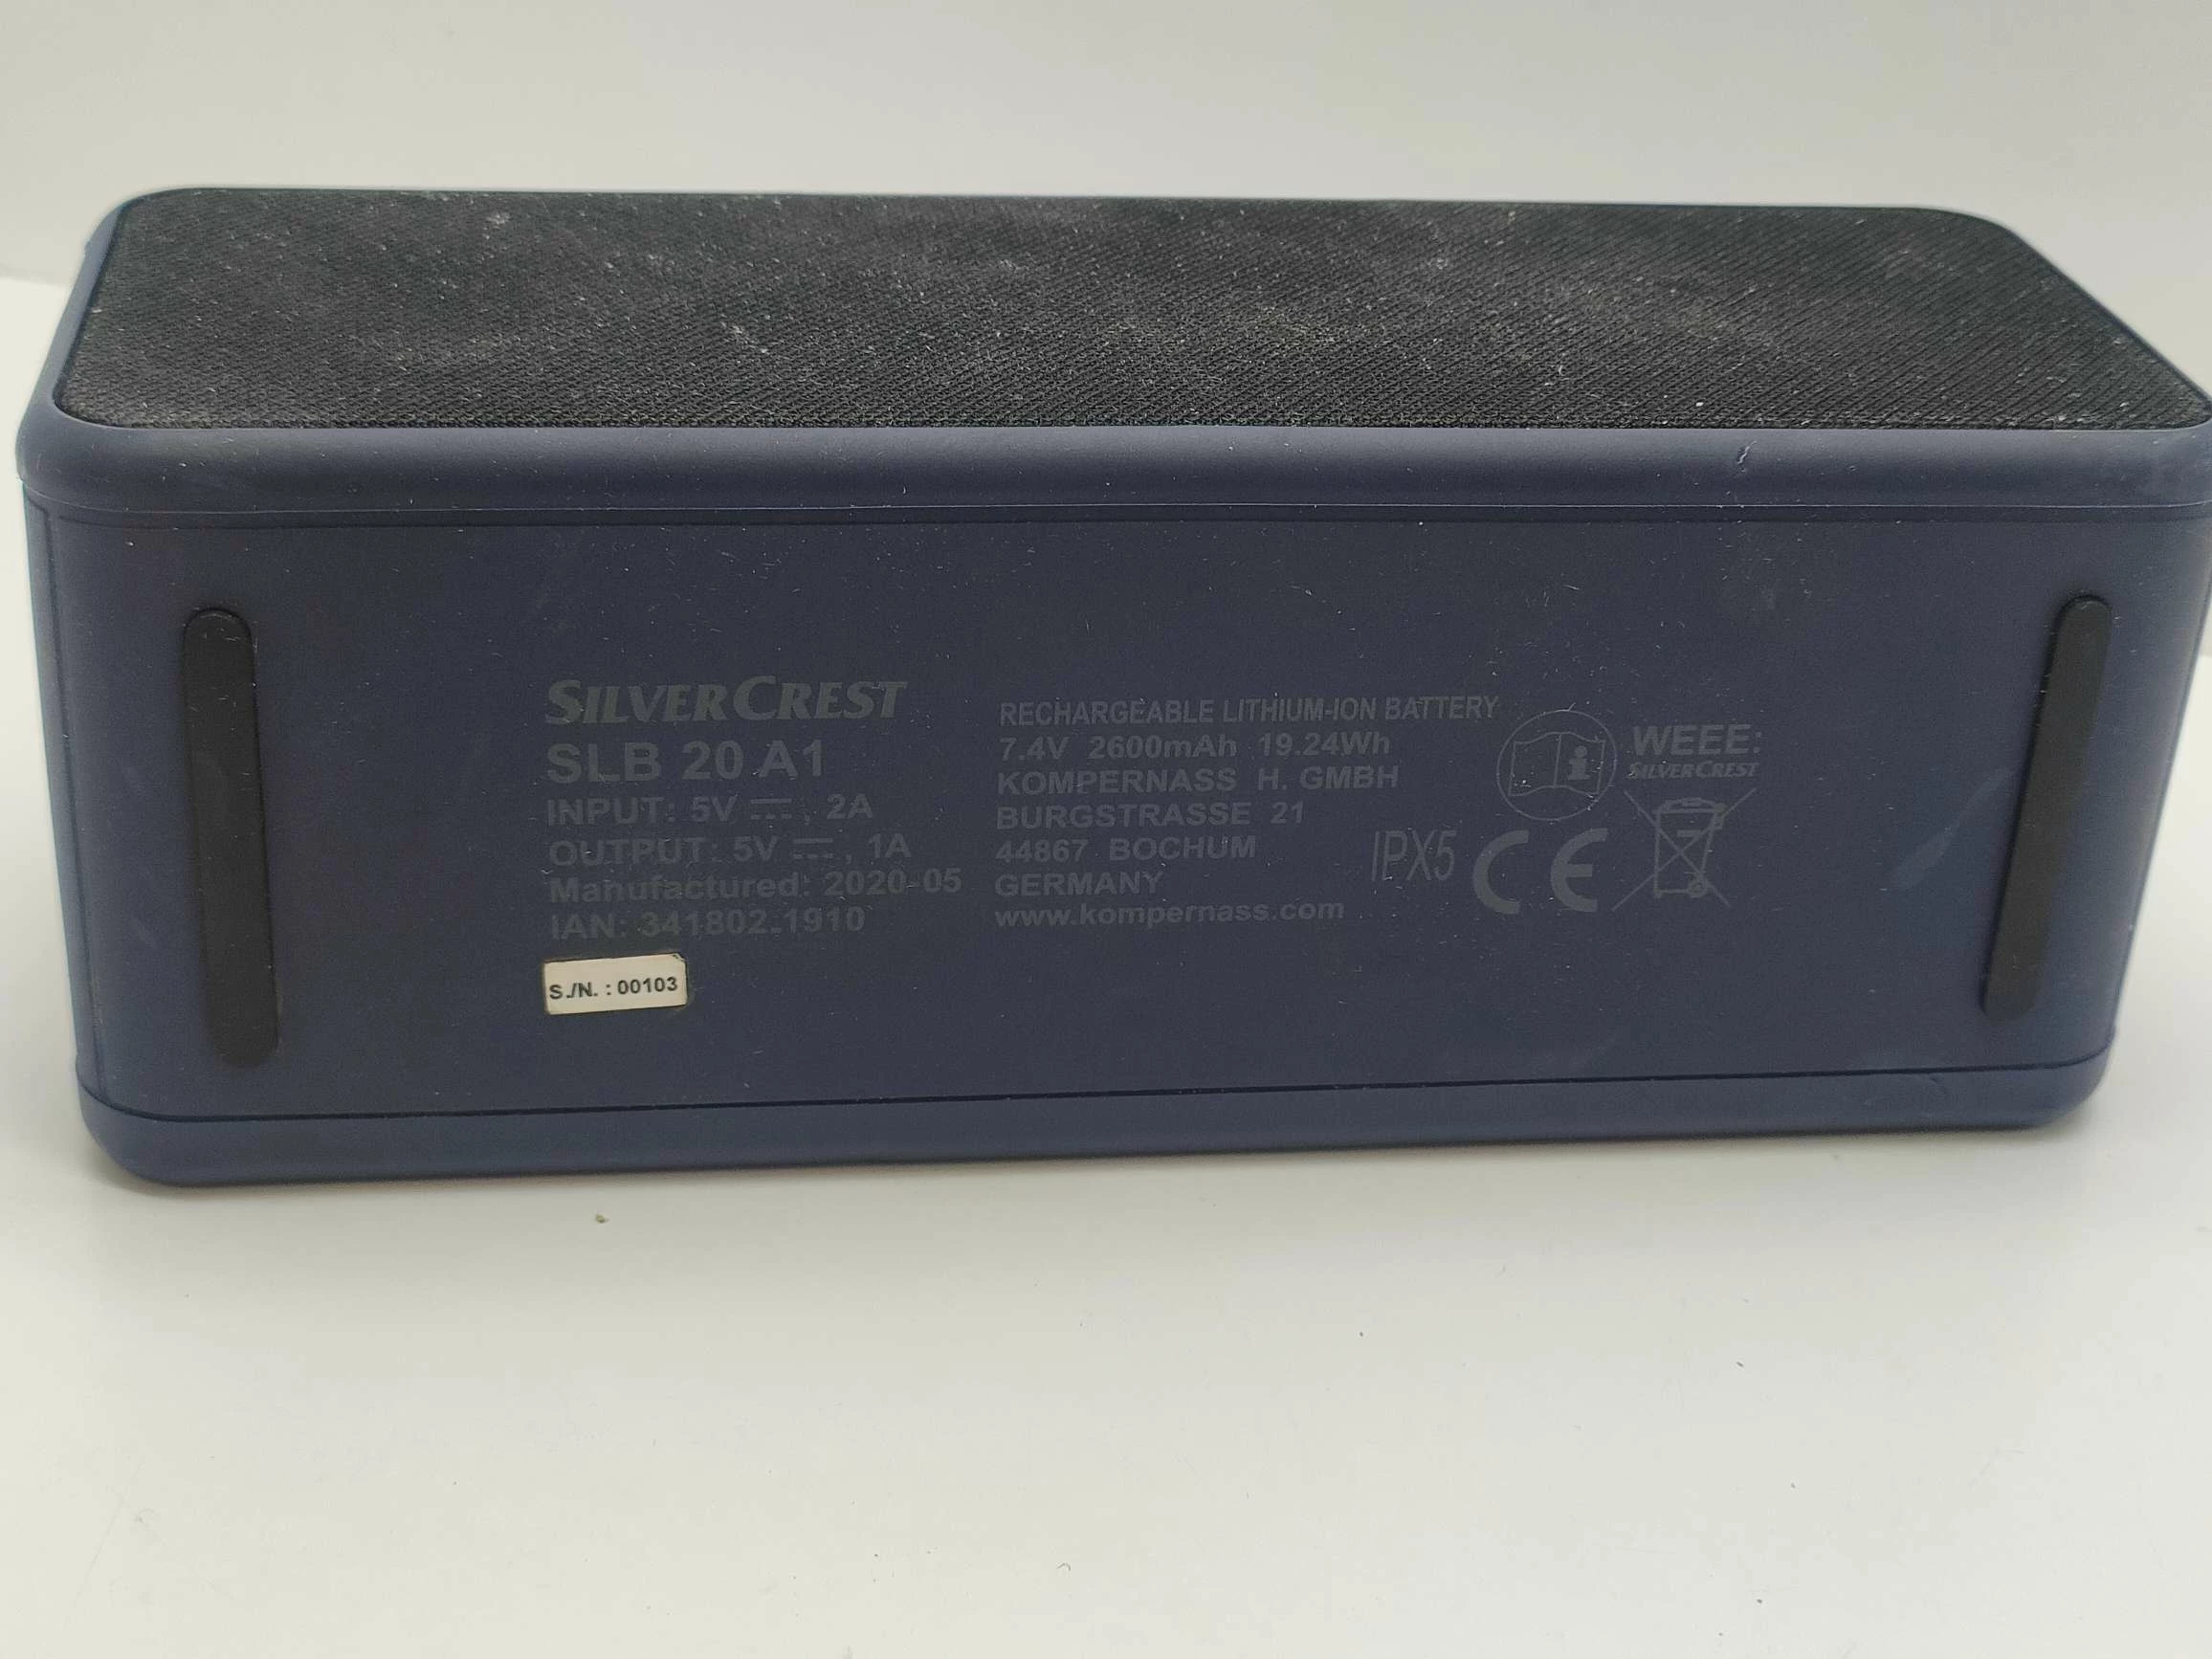 SILVERCREST
SLB 20 A1
INPUT: 5V ⎓, 2A
OUTPUT: 5V ⎓, 1A
Manufactured: 2020-05
IAN: 341802_1910
S./N. : 00103
RECHARGEABLE LITHIUM-ION BATTERY
7.4V 2600mAh 19.24Wh
KOMPERNASS H. GMBH
BURGSTRASSE 21
44867 BOCHUM
GERMANY
www.kompernass.com
IPX5
CE
WEEE:
SILVERCREST